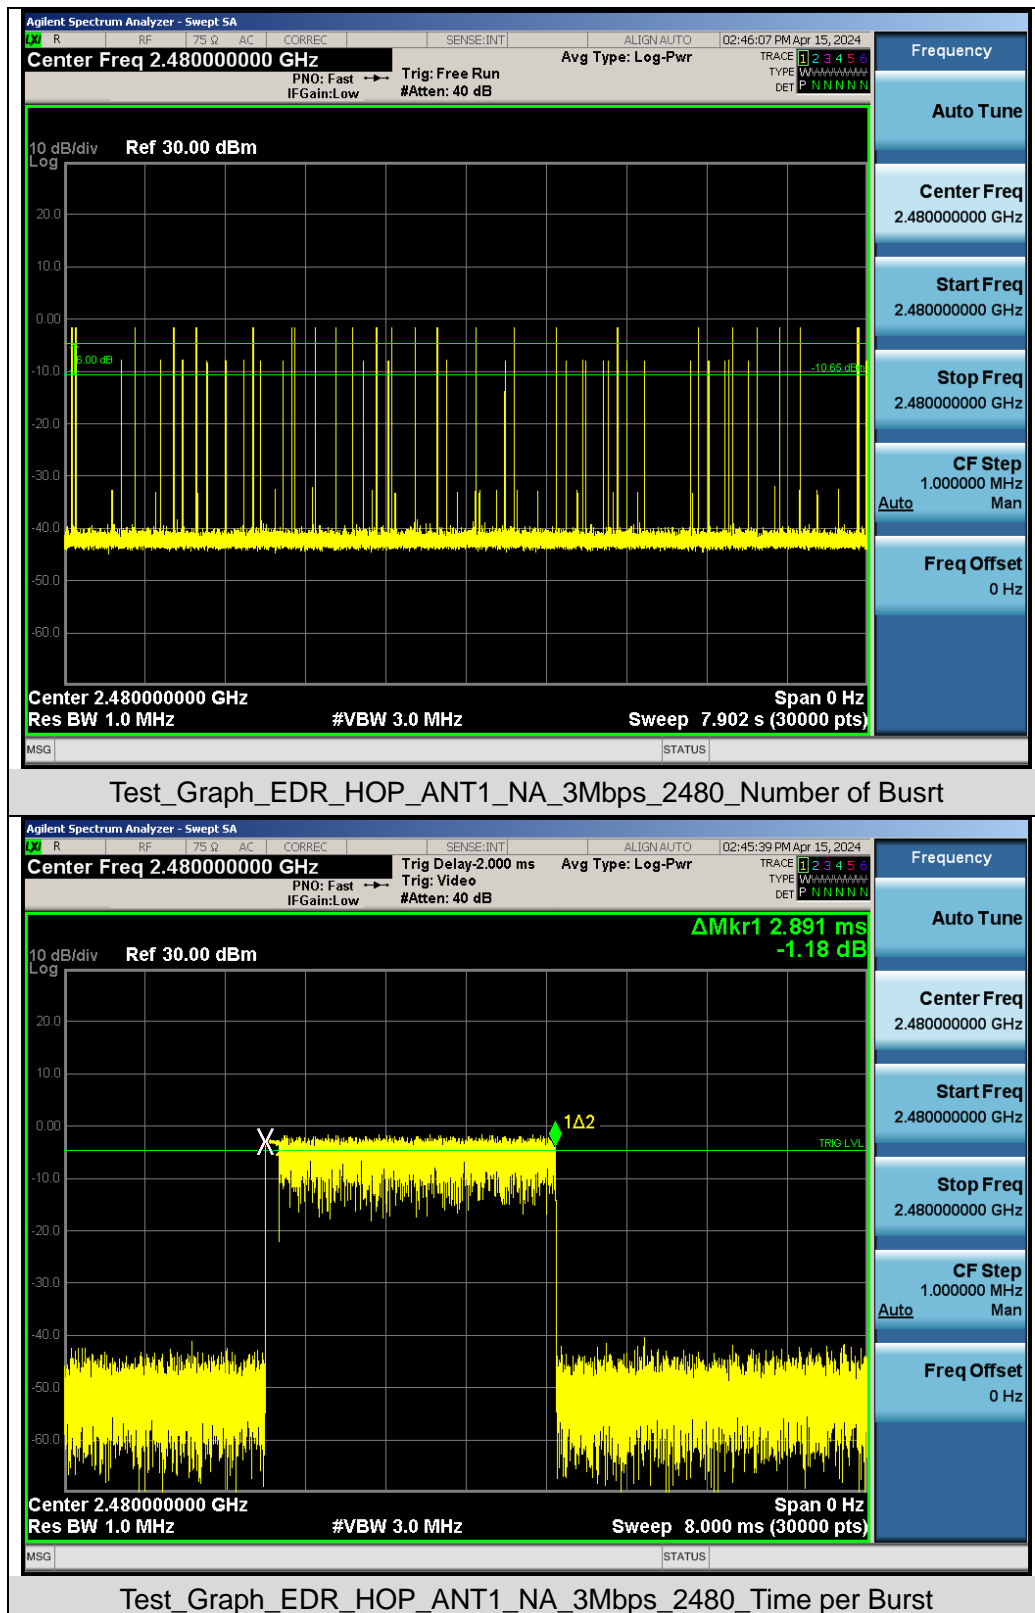 Agilent Spectrum Analyzer - Swept SA
LXI R RF 75 Ω AC CORREC SENSE:INT ALIGN AUTO 02:46:07 PM Apr 15, 2024
Center Freq 2.480000000 GHz
PNO: Fast
IFGain:Low
Trig: Free Run
#Atten: 40 dB
Avg Type: Log-Pwr
TRACE 1 2 3 4 5 6
TYPE WWWWWW
DET P N N N N N
10 dB/div
Log
Ref 30.00 dBm
20.0
10.0
0.00
-10.0
-20.0
-30.0
-40.0
-50.0
-60.0
6.00 dB
-10.65 dBm
Center 2.480000000 GHz
Span 0 Hz
Res BW 1.0 MHz
#VBW 3.0 MHz
Sweep 7.902 s (30000 pts)
MSG
STATUS
Frequency
Auto Tune
Center Freq
2.480000000 GHz
Start Freq
2.480000000 GHz
Stop Freq
2.480000000 GHz
CF Step
1.000000 MHz
Auto Man
Freq Offset
0 Hz
Test_Graph_EDR_HOP_ANT1_NA_3Mbps_2480_Number of Busrt
Agilent Spectrum Analyzer - Swept SA
LXI R RF 75 Ω AC CORREC SENSE:INT ALIGN AUTO 02:45:39 PM Apr 15, 2024
Center Freq 2.480000000 GHz
PNO: Fast
IFGain:Low
Trig Delay-2.000 ms
Trig: Video
#Atten: 40 dB
Avg Type: Log-Pwr
TRACE 1 2 3 4 5 6
TYPE WWWWWW
DET P N N N N N
ΔMkr1 2.891 ms
-1.18 dB
10 dB/div
Log
Ref 30.00 dBm
20.0
10.0
0.00
-10.0
-20.0
-30.0
-40.0
-50.0
-60.0
X
1Δ2
TRIG LVL
Center 2.480000000 GHz
Span 0 Hz
Res BW 1.0 MHz
#VBW 3.0 MHz
Sweep 8.000 ms (30000 pts)
MSG
STATUS
Frequency
Auto Tune
Center Freq
2.480000000 GHz
Start Freq
2.480000000 GHz
Stop Freq
2.480000000 GHz
CF Step
1.000000 MHz
Auto Man
Freq Offset
0 Hz
Test_Graph_EDR_HOP_ANT1_NA_3Mbps_2480_Time per Burst